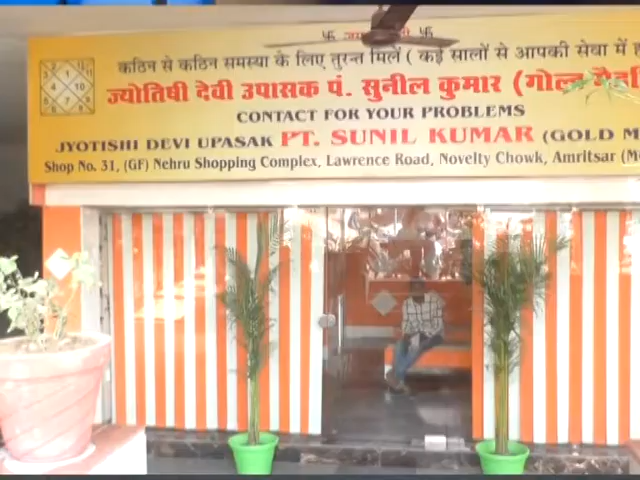 कठिन से कठिन समस्या के लिए तुरन्त मिलें ( कई सालों से आपकी सेवा में
ज्योतिषी देवी उपासक पं. सुनील कुमार (गोल्ड
CONTACT FOR YOUR PROBLEMS
JYOTISHI DEVI UPASAK PT. SUNIL KUMAR (GOLD M
Shop No. 31, (GF) Nehru Shopping Complex, Lawrence Road, Novelty Chowk, Amritsar